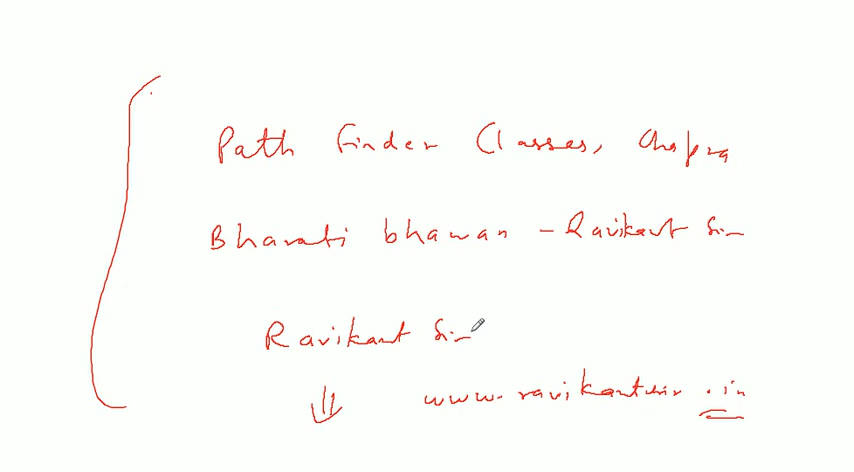 Path Finder Classes, Chapra
Bharati bhawan - Ravikant Sir
Ravikant Sir
www.ravikantsir.in